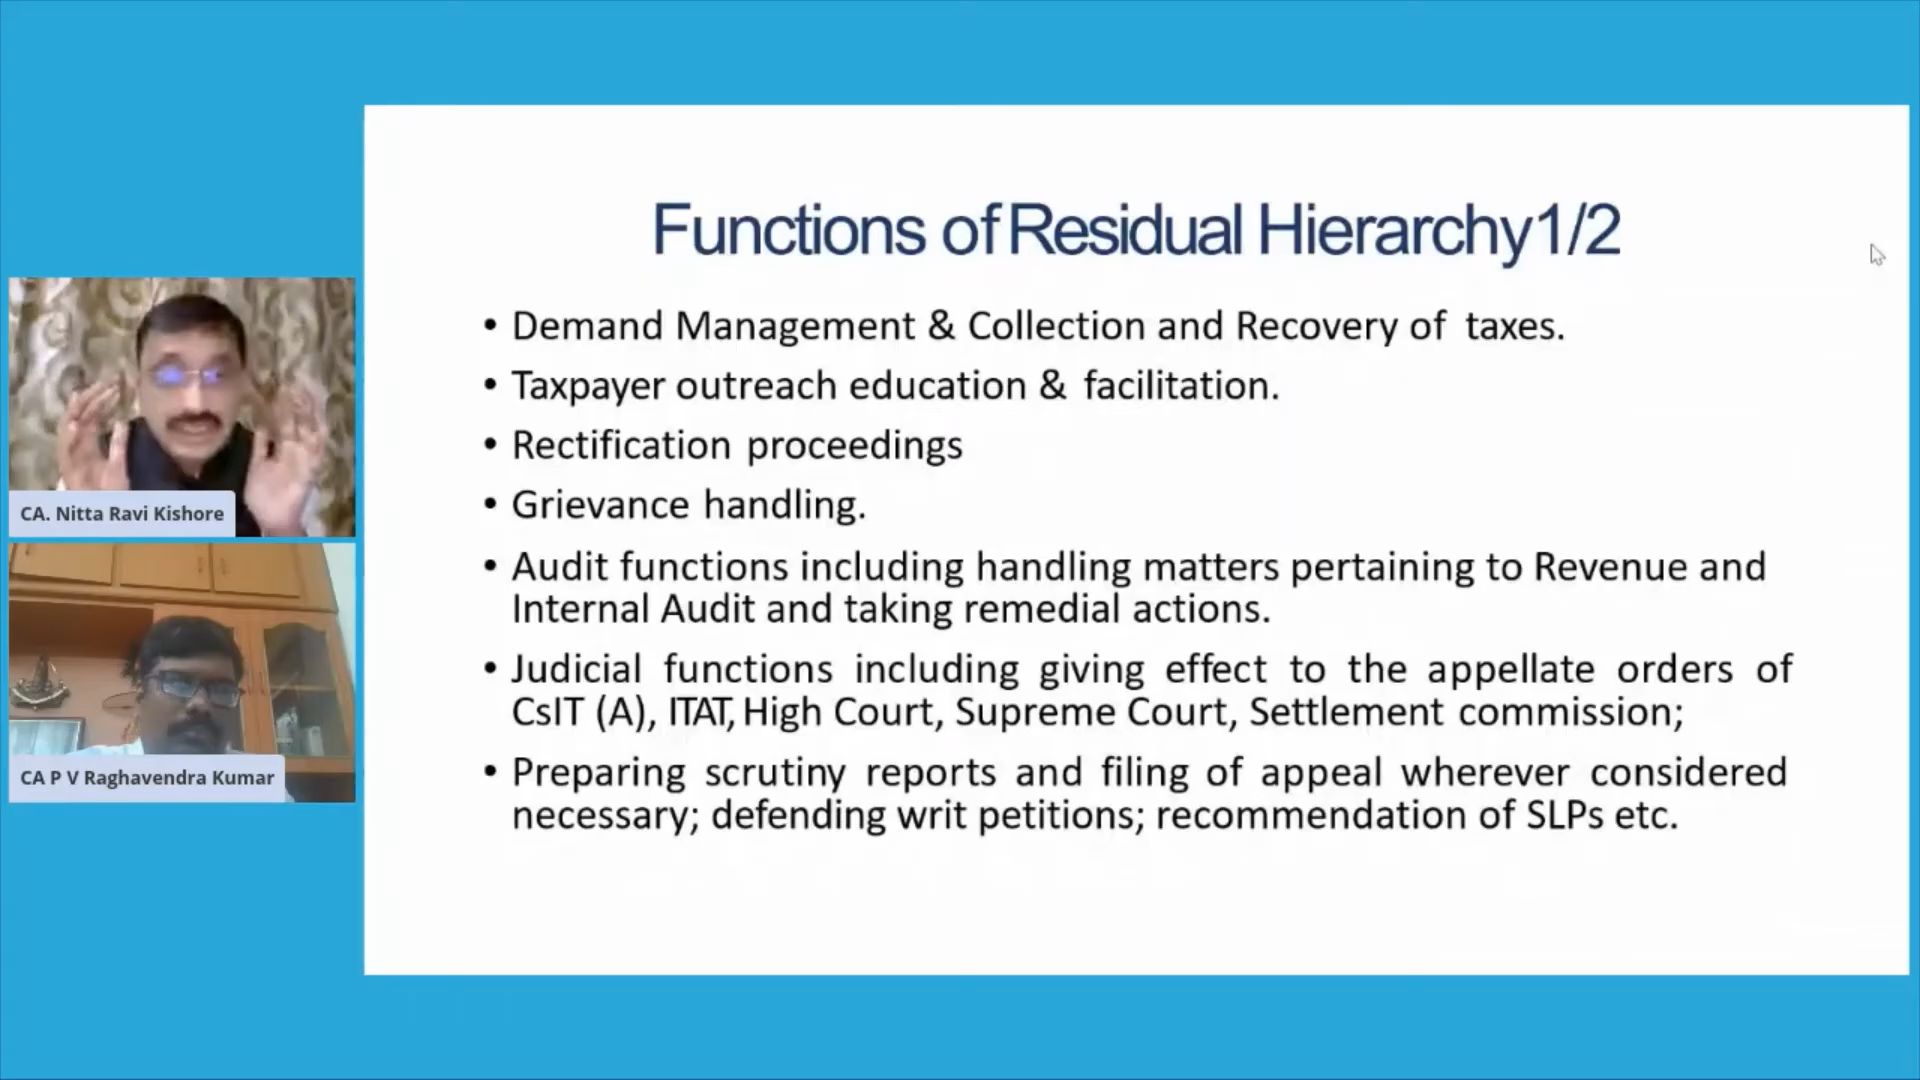 Functions of Residual Hierarchy1/2
• Demand Management & Collection and Recovery of taxes.
• Taxpayer outreach education & facilitation.
• Rectification proceedings
• Grievance handling.
• Audit functions including handling matters pertaining to Revenue and
Internal Audit and taking remedial actions.
• Judicial functions including giving effect to the appellate orders of
CsIT (A), ITAT, High Court, Supreme Court, Settlement commission;
• Preparing scrutiny reports and filing of appeal wherever considered
necessary; defending writ petitions; recommendation of SLPs etc.
CA. Nitta Ravi Kishore
CA P V Raghavendra Kumar